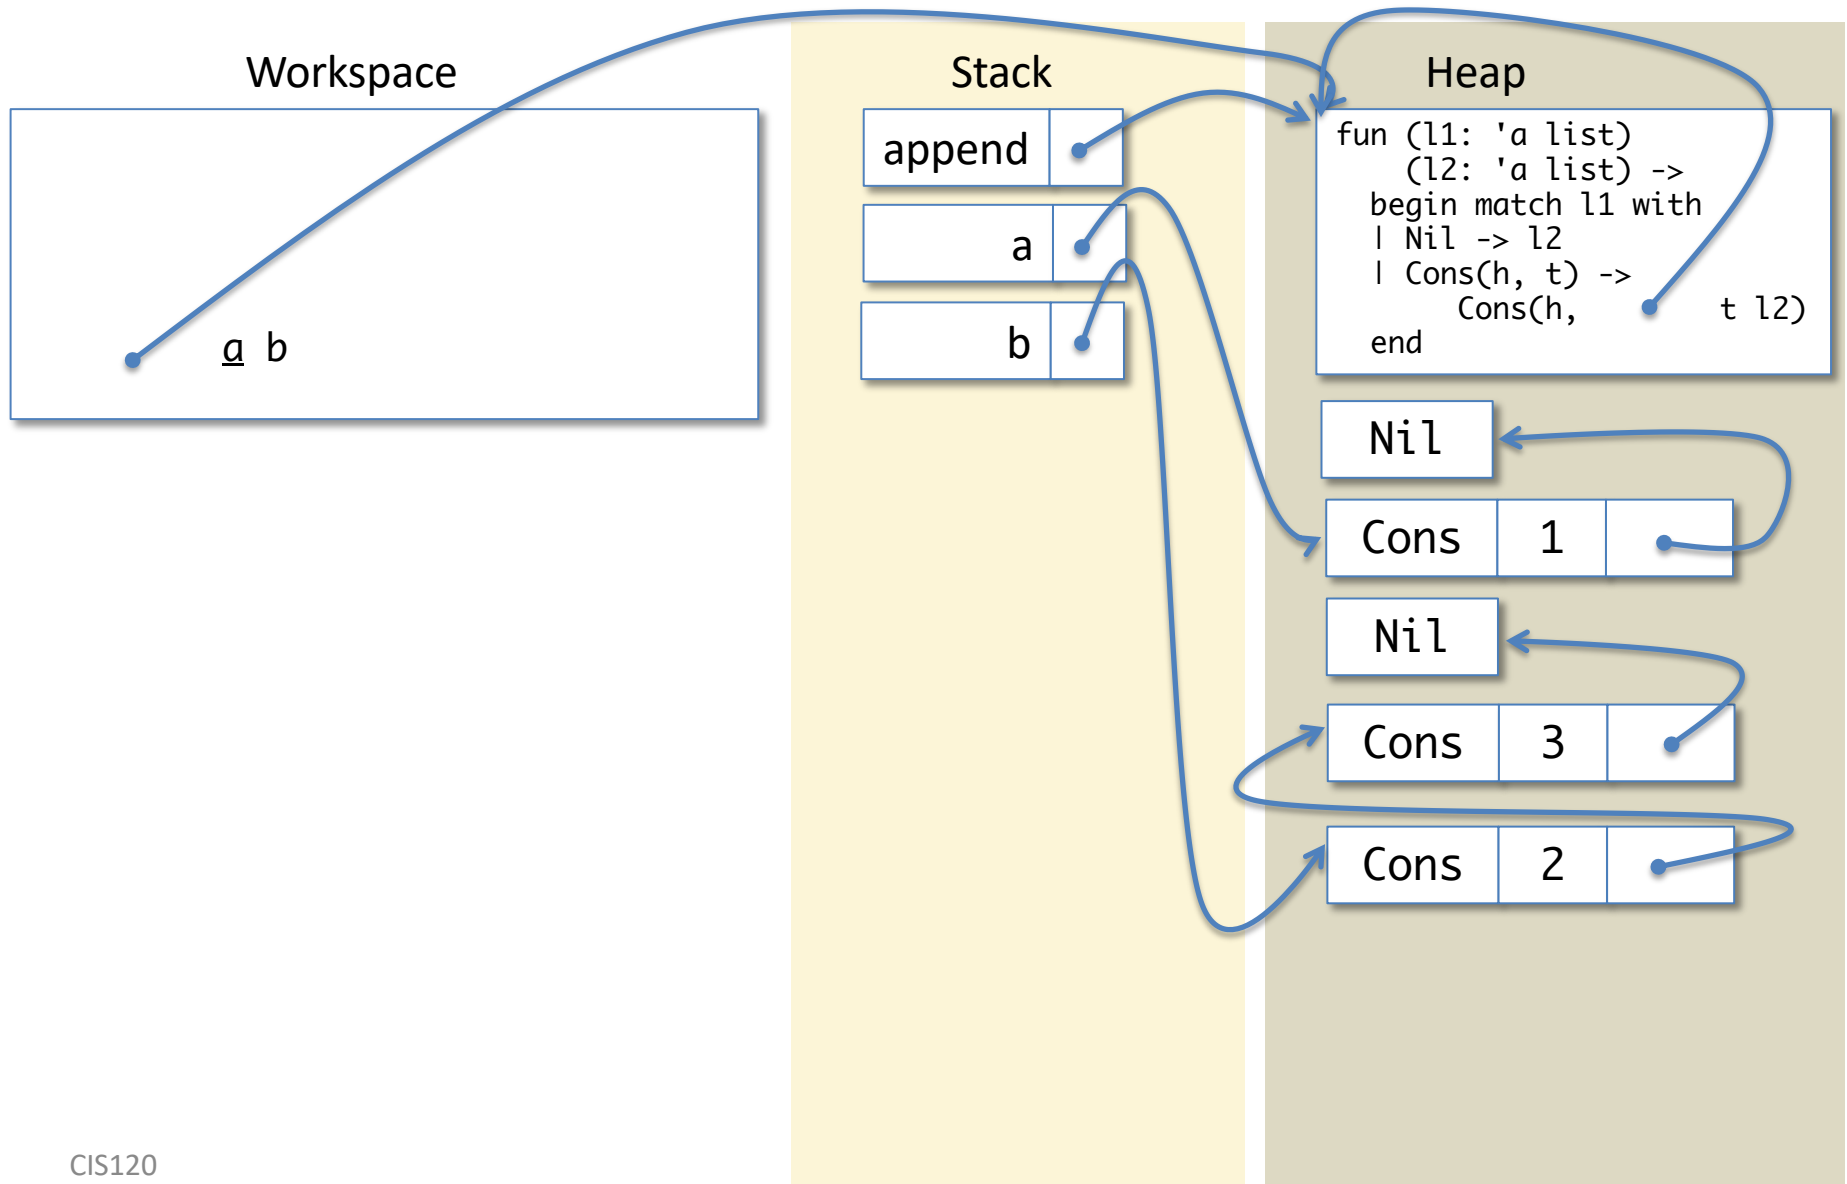 Workspace
a b
Stack
append
a
b
Heap
fun (l1: 'a list)
(l2: 'a list) ->
begin match l1 with
| Nil -> l2
| Cons(h, t) ->
Cons(h, t l2)
end
Nil
Cons 1
Nil
Cons 3
Cons 2
CIS120